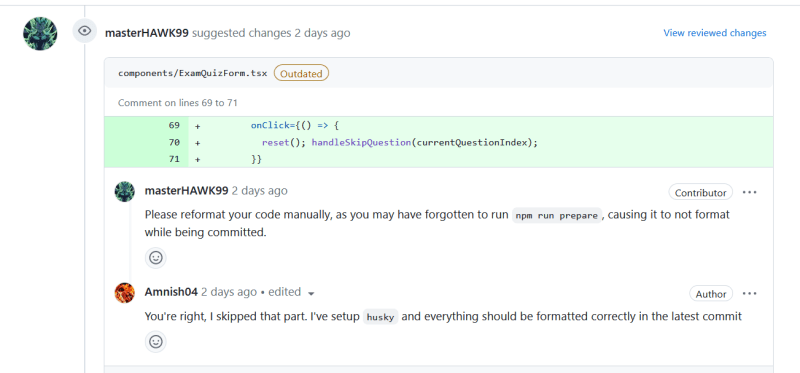 masterHAWK99 suggested changes 2 days ago
View reviewed changes
components/ExamQuizForm.tsx Outdated
Comment on lines 69 to 71
69 + onClick={() => {
70 + reset(); handleSkipQuestion(currentQuestionIndex);
71 + }}
masterHAWK99 2 days ago
Contributor
Please reformat your code manually, as you may have forgotten to run npm run prepare, causing it to not format
while being committed.
Amnish04 2 days ago • edited
Author
You're right, I skipped that part. I've setup husky and everything should be formatted correctly in the latest commit